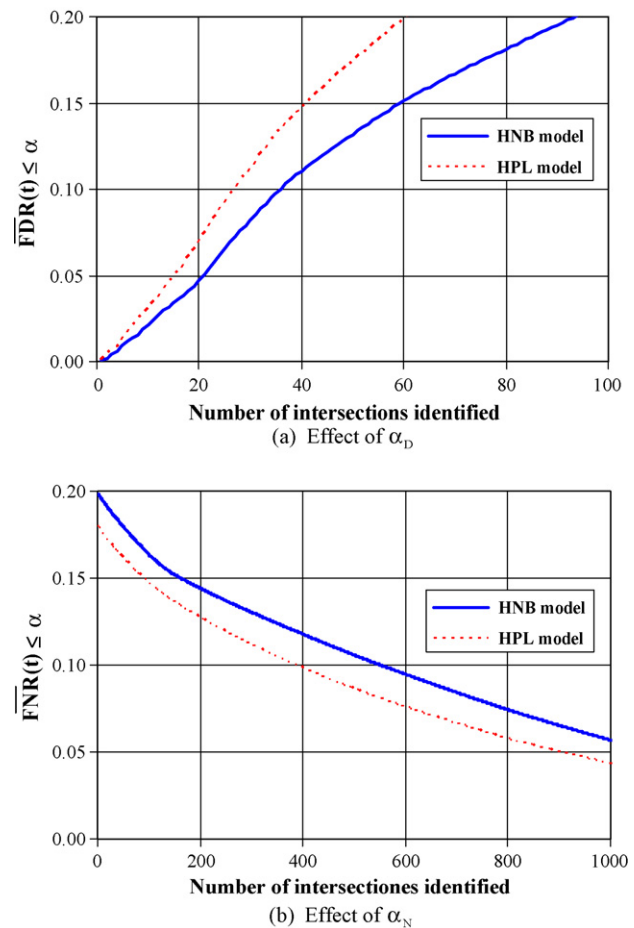 0.20
0.15
0.10
0.05
0.00
FDR(t) ≤ α
HNB model
HPL model
0 20 40 60 80 100
Number of intersections identified
(a) Effect of α_D
0.20
0.15
0.10
0.05
0.00
FNR(t) ≤ α
HNB model
HPL model
0 200 400 600 800 1000
Number of intersectiones identified
(b) Effect of α_N